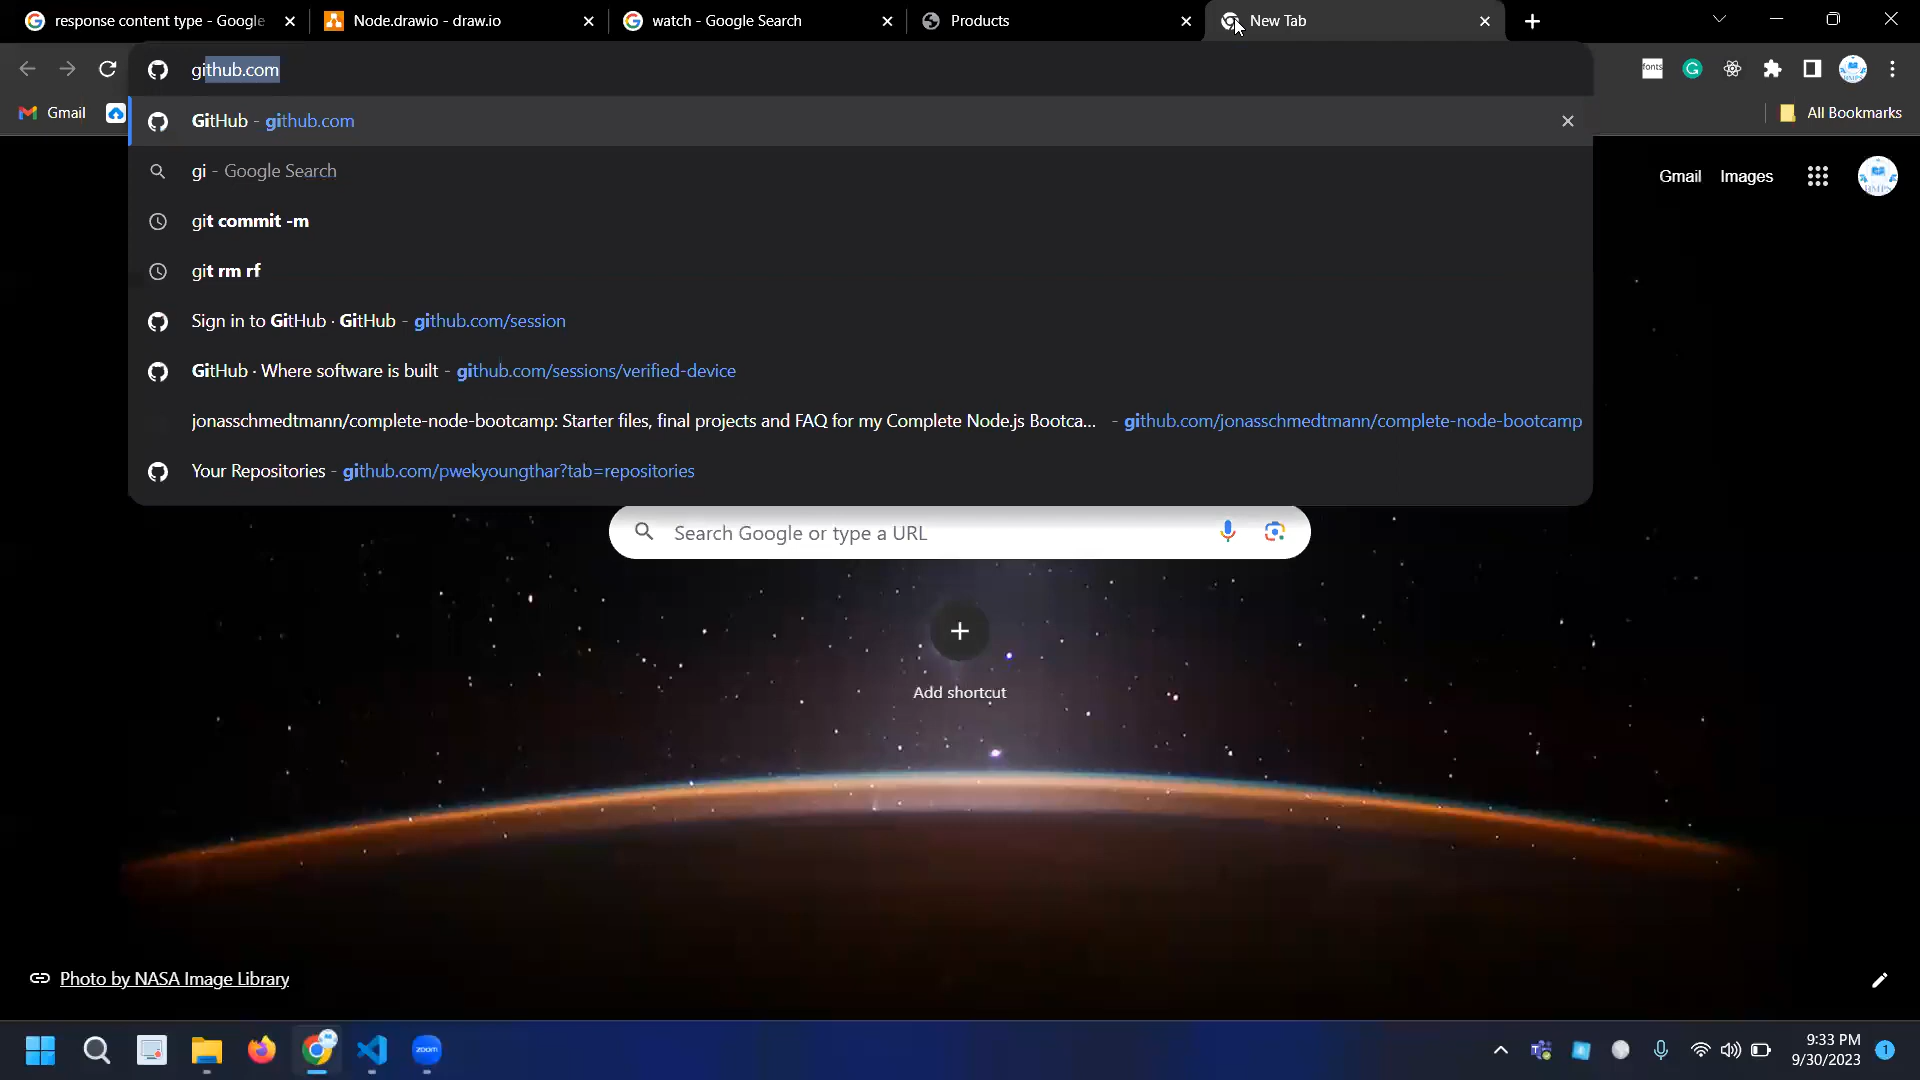 response content type - Google
Node.drawio - draw.io
watch - Google Search
Products
New Tab
github.com
fonts
Gmail
All Bookmarks
GitHub - github.com
gi - Google Search
git commit -m
git rm rf
Sign in to GitHub · GitHub - github.com/session
GitHub · Where software is built - github.com/sessions/verified-device
jonasschmedtmann/complete-node-bootcamp: Starter files, final projects and FAQ for my Complete Node.js Bootca... - github.com/jonasschmedtmann/complete-node-bootcamp
Your Repositories - github.com/pwekyoungthar?tab=repositories
Gmail Images
Search Google or type a URL
Add shortcut
Photo by NASA Image Library
zoom
9:33 PM
9/30/2023
1